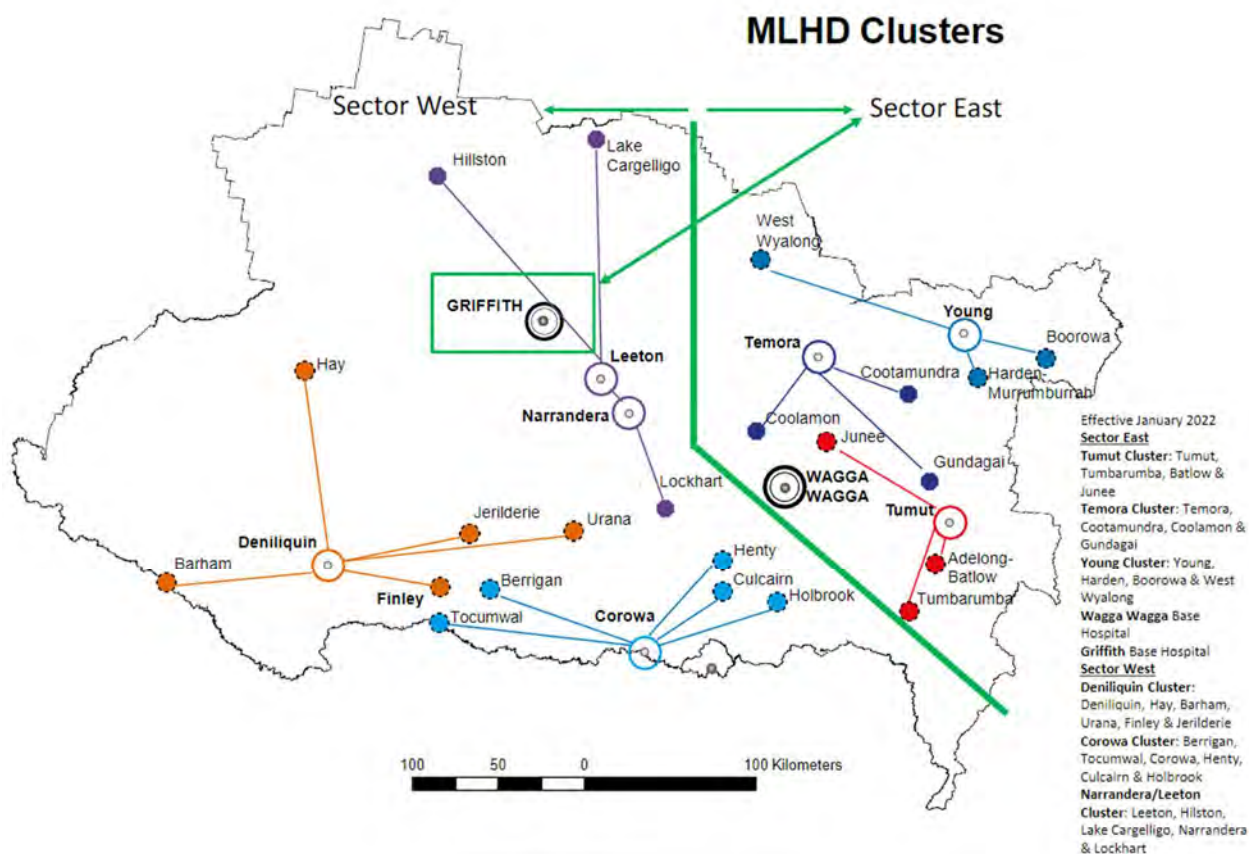 MLHD Clusters
Sector West
Sector East
Hillston
Lake
Cargelligo
West
Wyalong
GRIFFITH
Young
Boorowa
Leeton
Temora
Hay
Cootamundra
Harden-
Murrumburrah
Narrandera
Coolamon
Junee
Gundagai
WAGGA
WAGGA
Lockhart
Tumut
Jerilderie
Urana
Deniliquin
Henty
Adelong-
Batlow
Barham
Berrigan
Culcairn
Finley
Holbrook
Tumbarumba
Tocumwal
Corowa
100
50
0
100 Kilometers
Effective January 2022
Sector East
Tumut Cluster: Tumut,
Tumbarumba, Batlow &
Junee
Temora Cluster: Temora,
Cootamundra, Coolamon &
Gundagai
Young Cluster: Young,
Harden, Boorowa & West
Wyalong
Wagga Wagga Base
Hospital
Griffith Base Hospital
Sector West
Deniliquin Cluster:
Deniliquin, Hay, Barham,
Urana, Finley & Jerilderie
Corowa Cluster: Berrigan,
Tocumwal, Corowa, Henty,
Culcairn & Holbrook
Narrandera/Leeton
Cluster: Leeton, Hilston,
Lake Cargelligo, Narrandera
& Lockhart